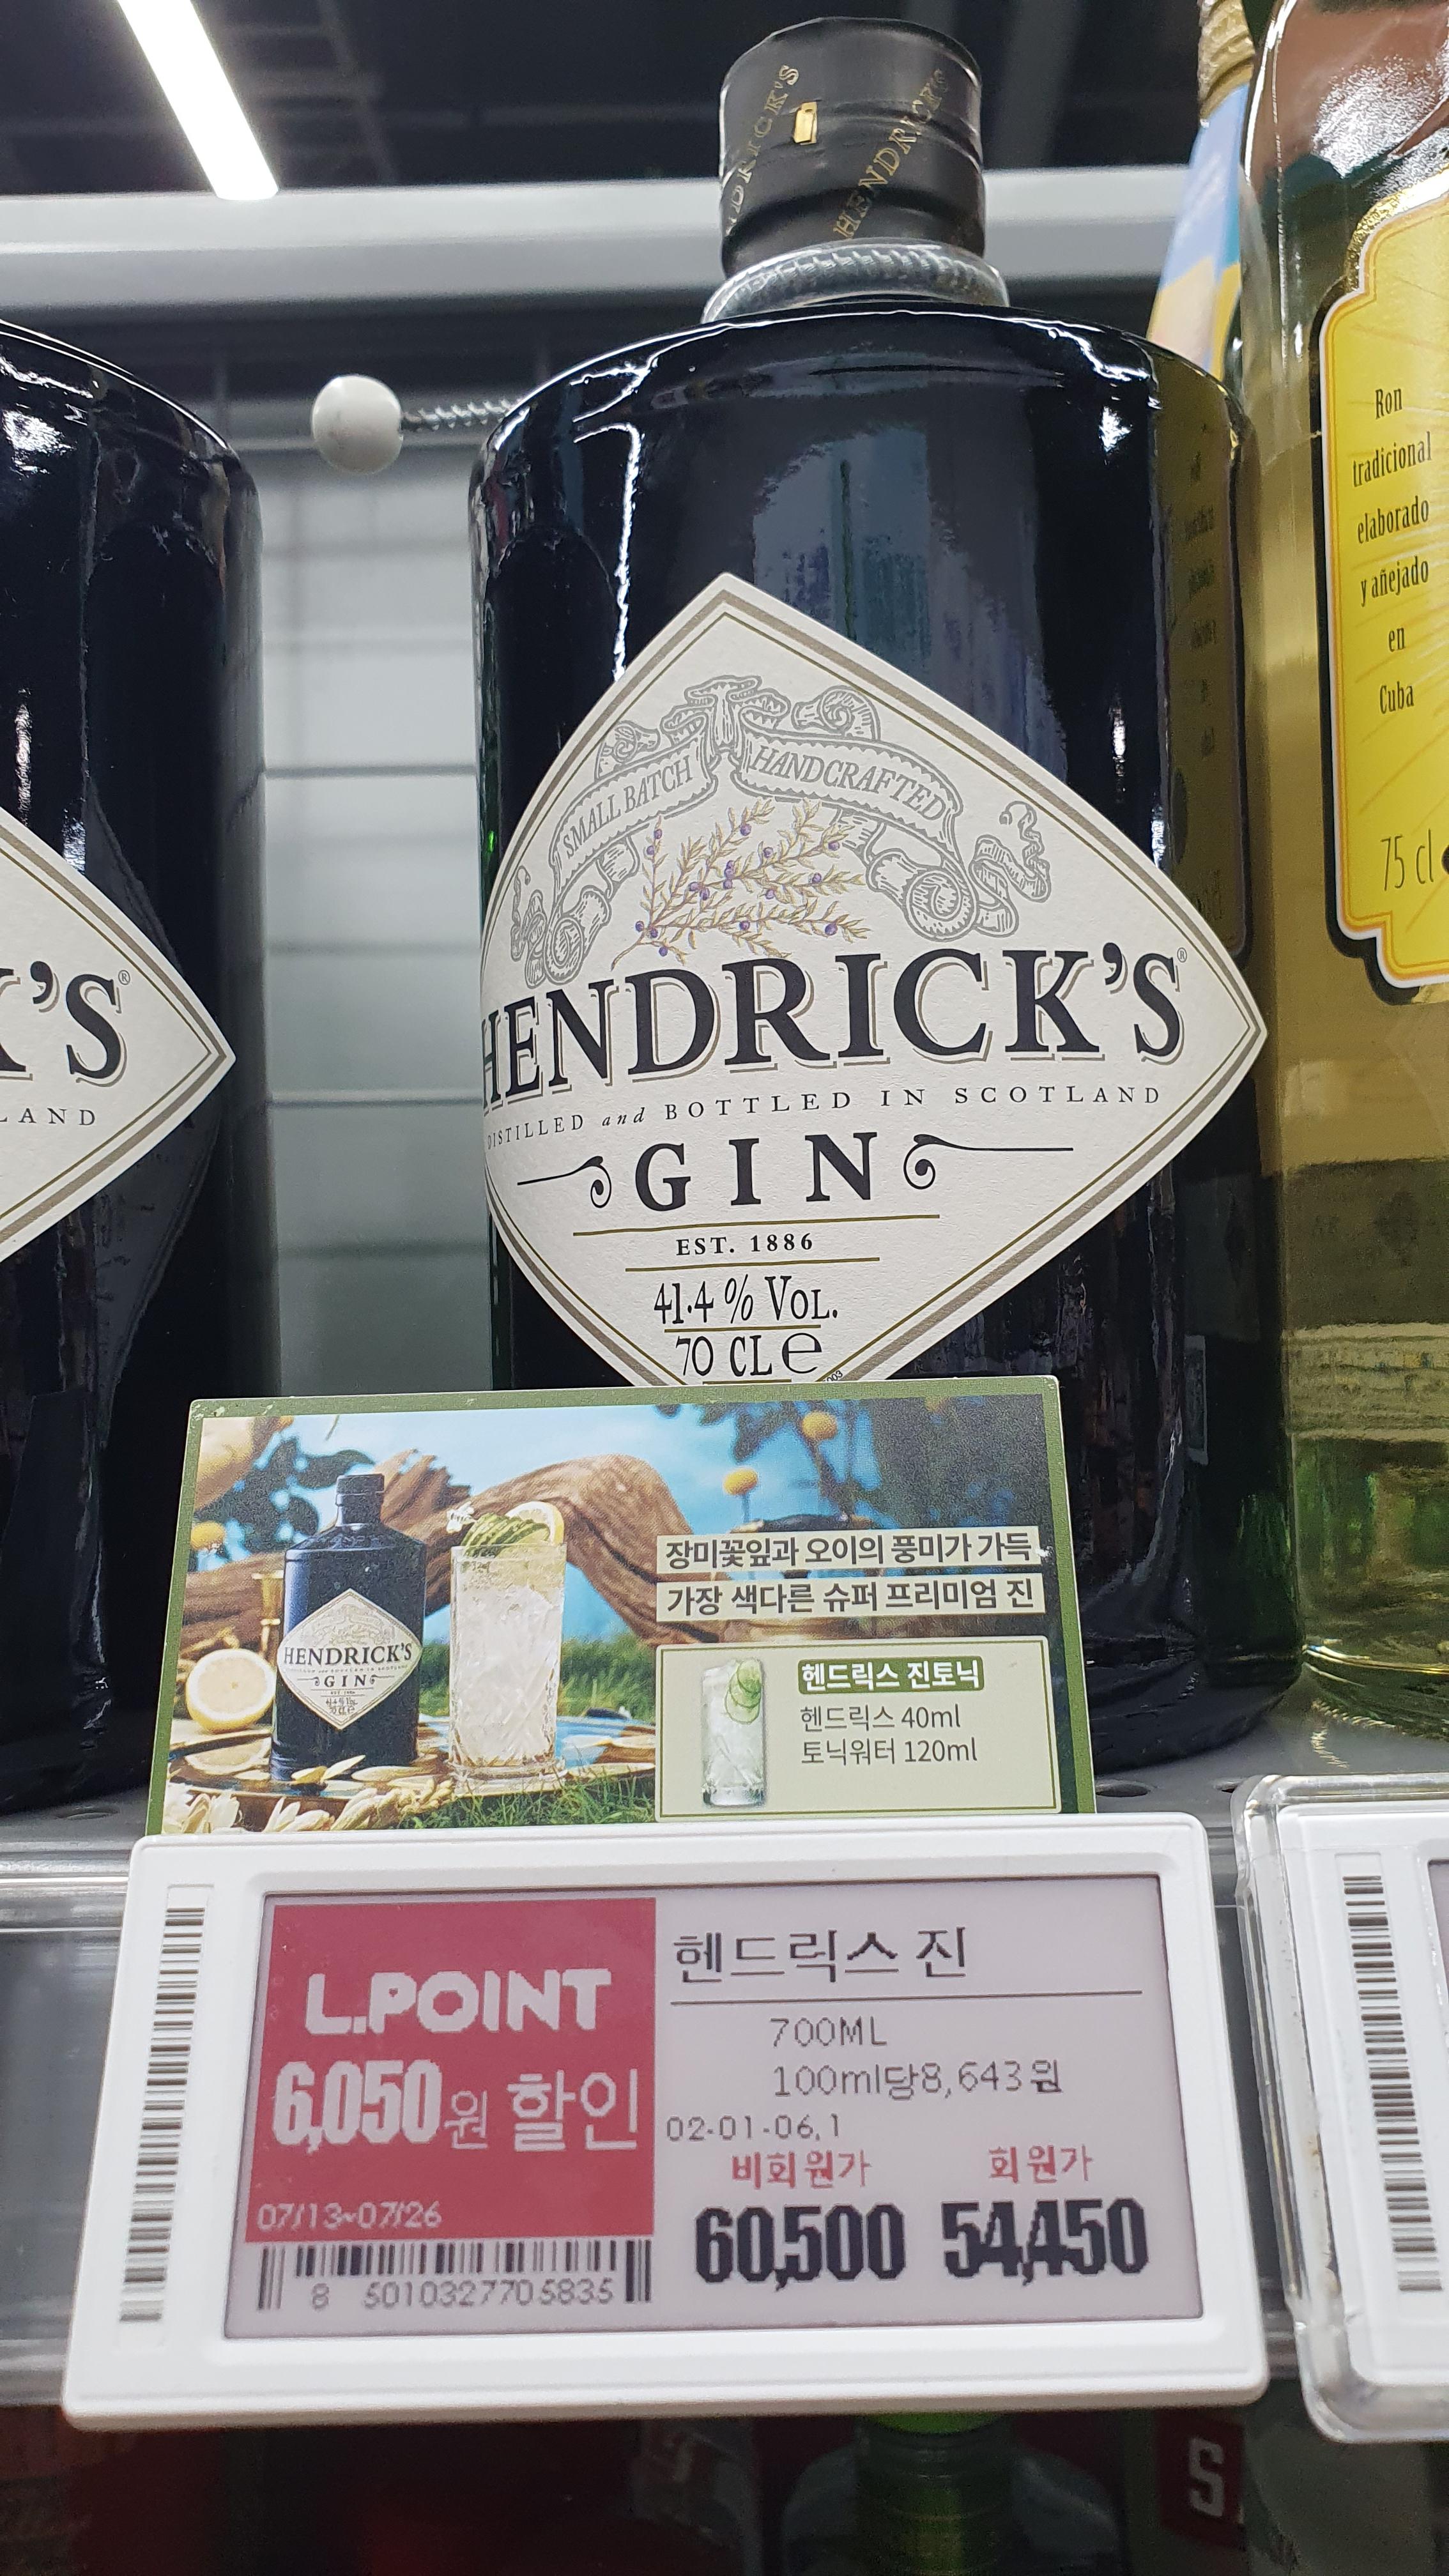 HENDRICK'S
SMALL BATCH HANDCRAFTED
HENDRICK'S®
DISTILLED and BOTTLED IN SCOTLAND
GIN
EST. 1886
41.4% VOL.
70 CL e
K'S®
LAND
Ron
tradicional
elaborado
y añejado
en
Cuba
75 cl
장미꽃잎과 오이의 풍미가 가득
가장 색다른 슈퍼 프리미엄 진
HENDRICK'S
GIN
헨드릭스 진토닉
헨드릭스 40ml
토닉워터 120ml
L.POINT
6,050원 할인
07/13~07/26
8 501032770 5835
헨드릭스 진
700ML
100ml당8,643원
02-01-06,1
비회원가 회원가
60,500 54,450